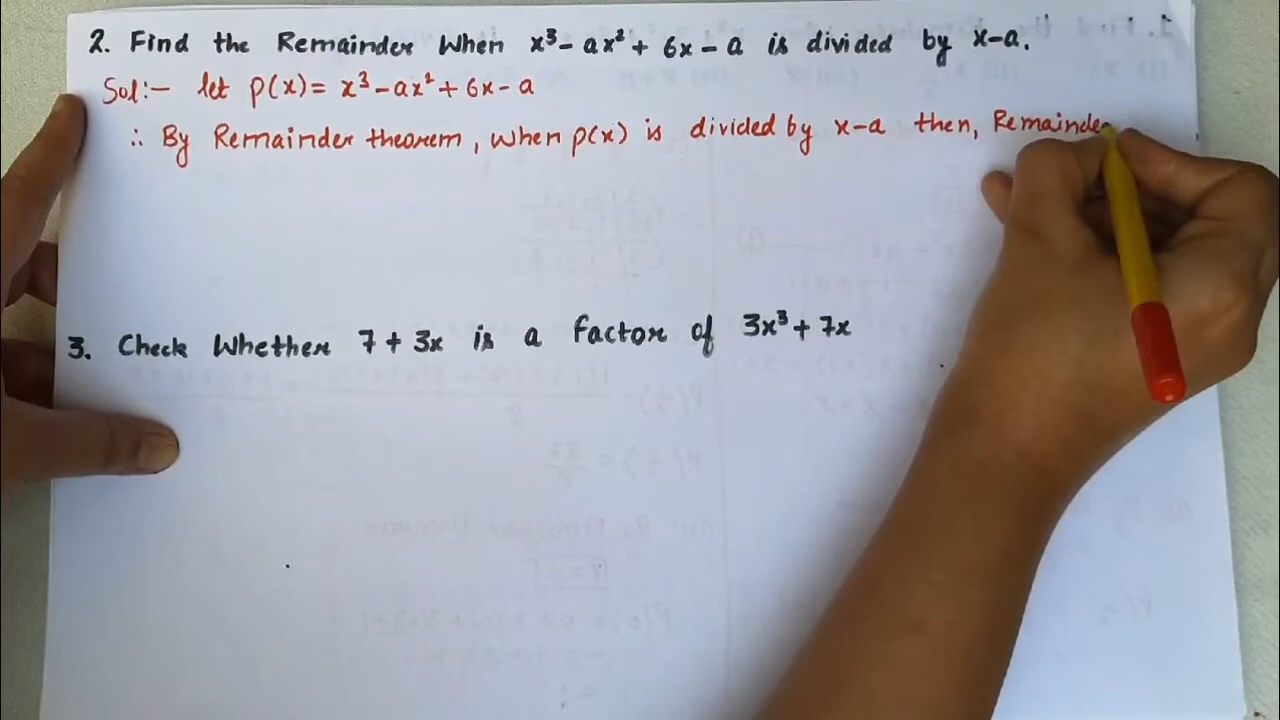 2. Find the Remainder When x³- ax² + 6x - a is divided by x-a.
Sol:- let p(x) = x³ - ax² + 6x - a
∴ By Remainder theorem, when p(x) is divided by x-a then, Remainder
3. Check Whether 7 + 3x is a factor of 3x³ + 7x